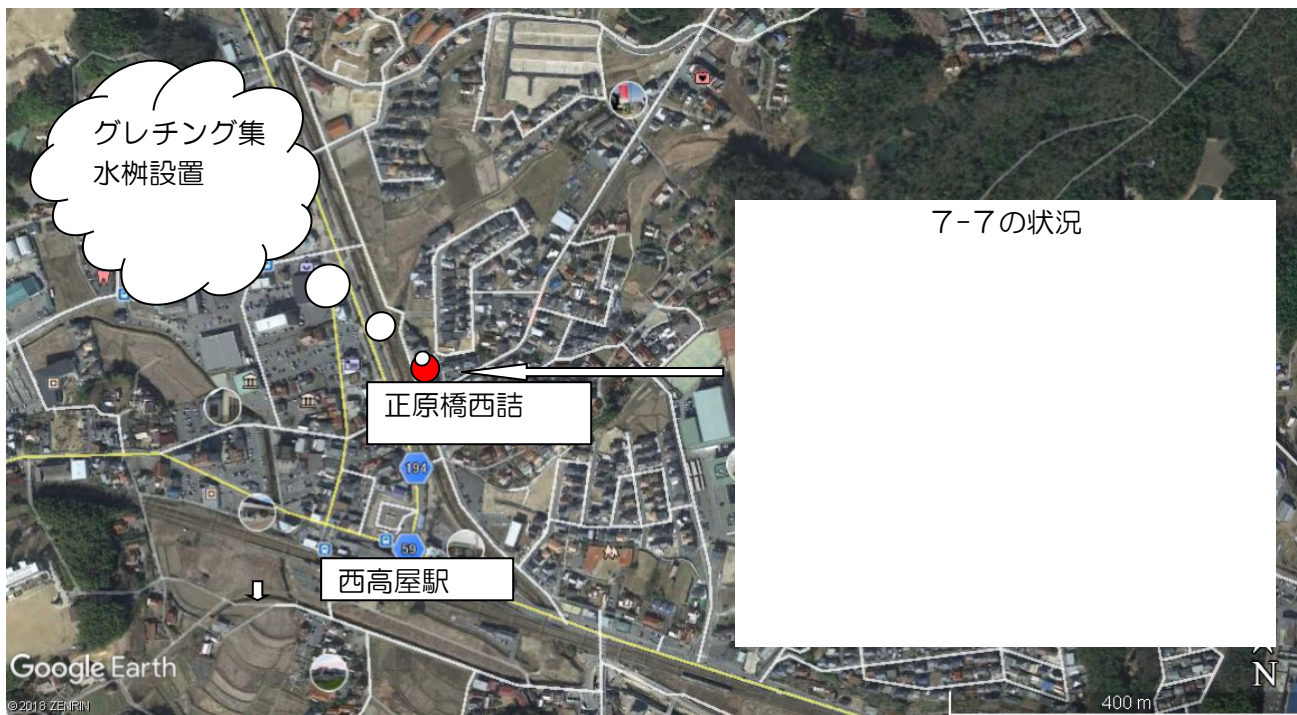 グレチング集
水桝設置
7-7の状況
正原橋西詰
194
59
西高屋駅
Google Earth
©2018 ZENRIN
N
400 m